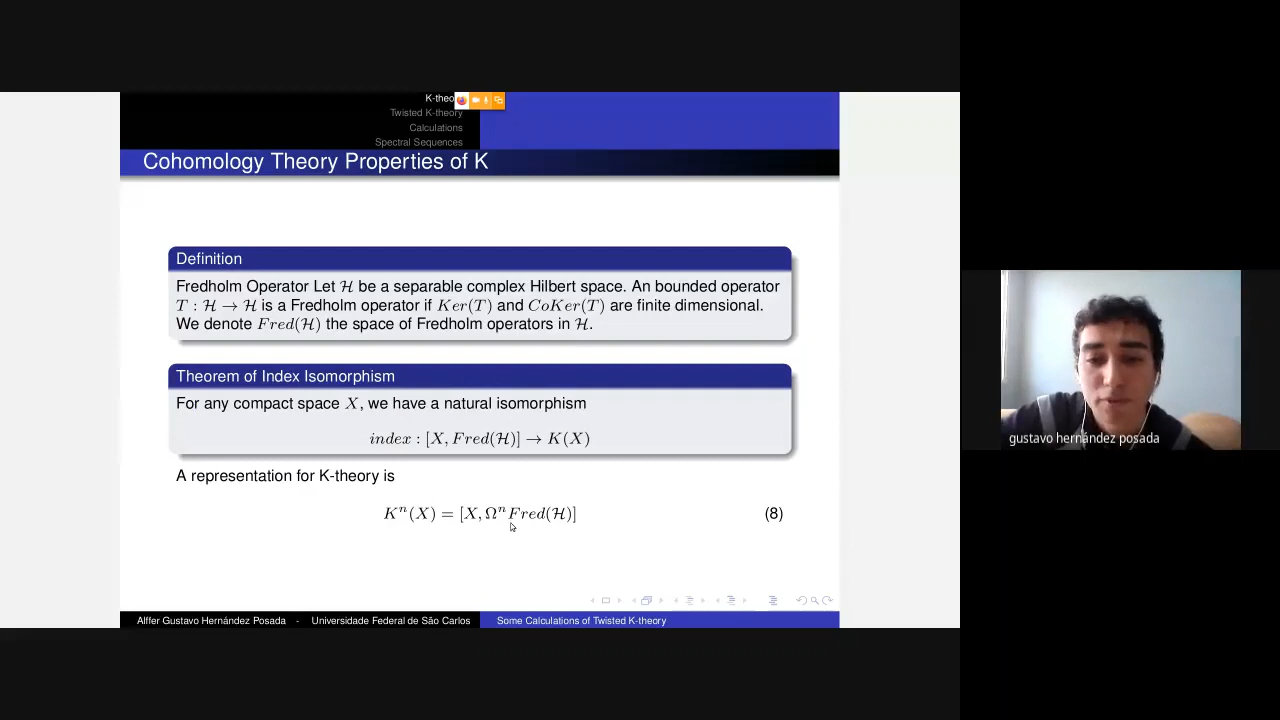 K-theo
Twisted K-theory
Calculations
Spectral Sequences
Cohomology Theory Properties of K
Definition
Fredholm Operator Let ℋ be a separable complex Hilbert space. An bounded operator
T : ℋ → ℋ is a Fredholm operator if Ker(T) and CoKer(T) are finite dimensional.
We denote Fred(ℋ) the space of Fredholm operators in ℋ.
Theorem of Index Isomorphism
For any compact space X, we have a natural isomorphism
index : [X, Fred(ℋ)] → K(X)
A representation for K-theory is
Kⁿ(X) = [X, ΩⁿFred(ℋ)] (8)
Alffer Gustavo Hernández Posada - Universidade Federal de São Carlos
Some Calculations of Twisted K-theory
gustavo hernández posada